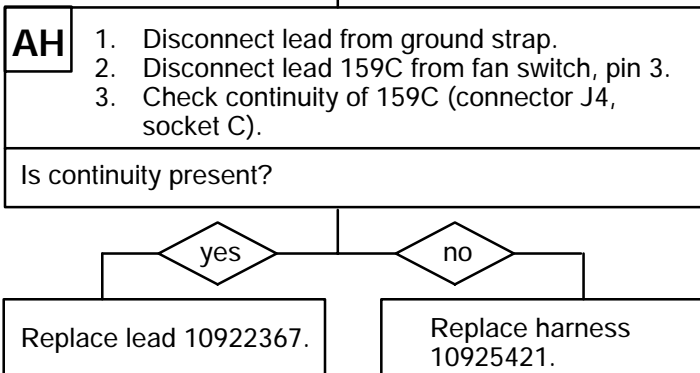 AH
1. Disconnect lead from ground strap.
2. Disconnect lead 159C from fan switch, pin 3.
3. Check continuity of 159C (connector J4,
socket C).
Is continuity present?
yes
no
Replace lead 10922367.
Replace harness
10925421.